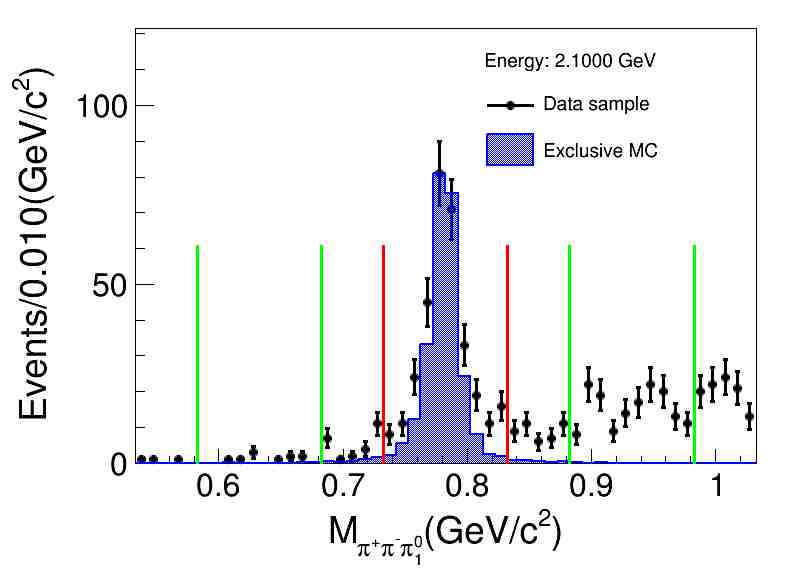 Energy: 2.1000 GeV
Data sample
Exclusive MC
Events/0.010(GeV/c²)
100
50
0
0.6 0.7 0.8 0.9 1
M_{π⁺π⁻π⁰₁}(GeV/c²)